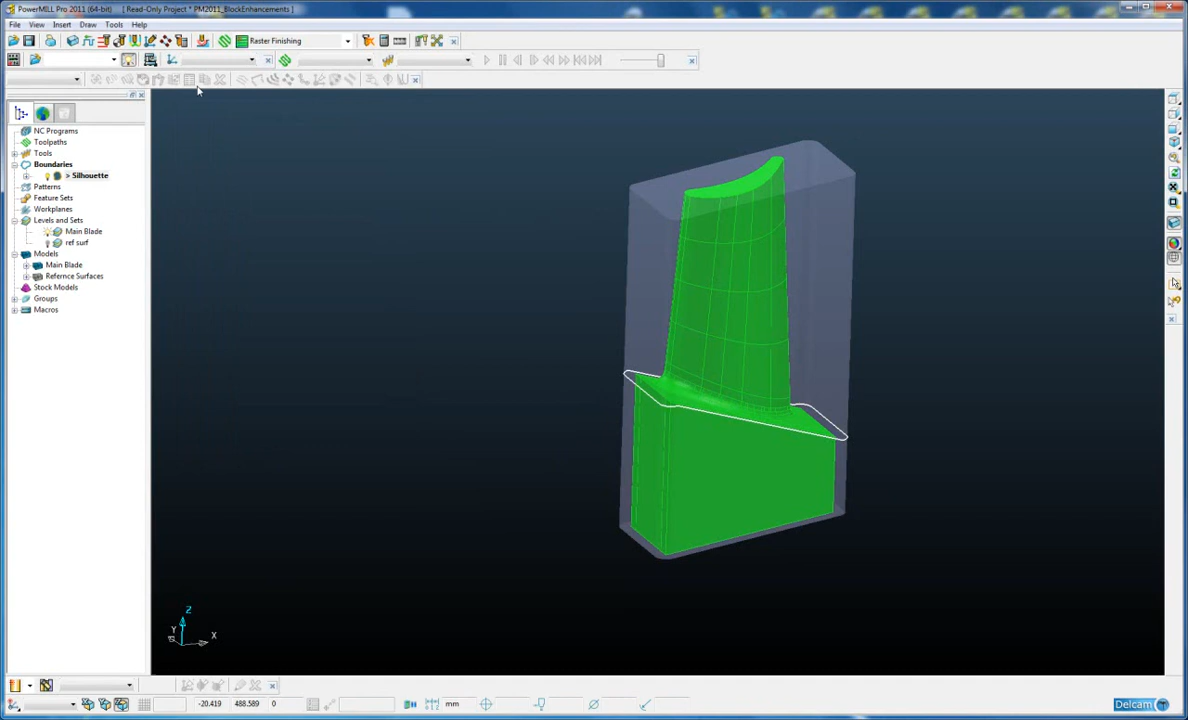 PowerMILL Pro 2011 (64-bit)    [ Read-Only Project * PM2011_BlockEnhancements ]
File View Insert Draw Tools Help
Raster Finishing
NC Programs
Toolpaths
Tools
Boundaries
> Silhouette
Patterns
Feature Sets
Workplanes
Levels and Sets
Main Blade
ref surf
Models
Main Blade
Refernce Surfaces
Stock Models
Groups
Macros
Z
Y
X
-20.419 488.589 0 mm Delcam